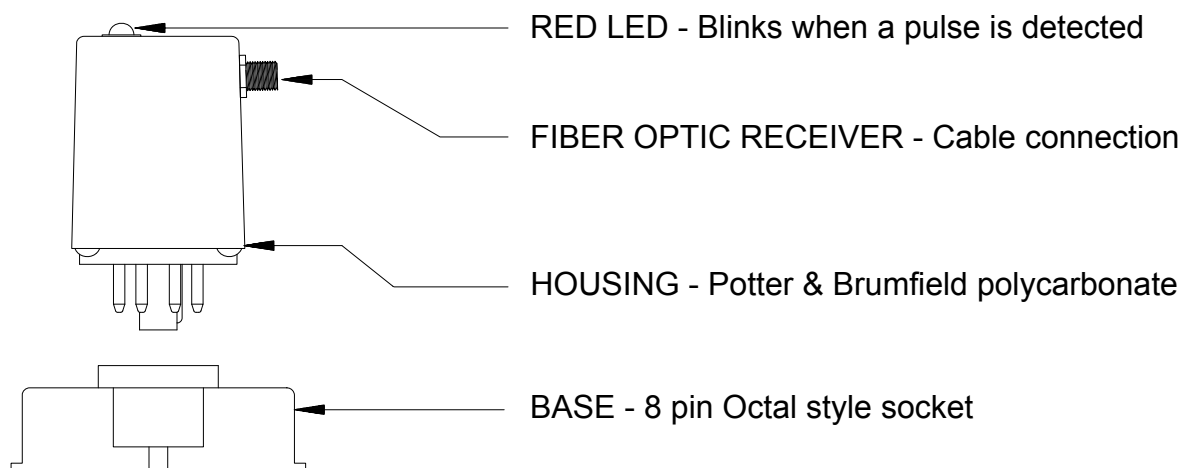 RED LED - Blinks when a pulse is detected
FIBER OPTIC RECEIVER - Cable connection
HOUSING - Potter & Brumfield polycarbonate
BASE - 8 pin Octal style socket